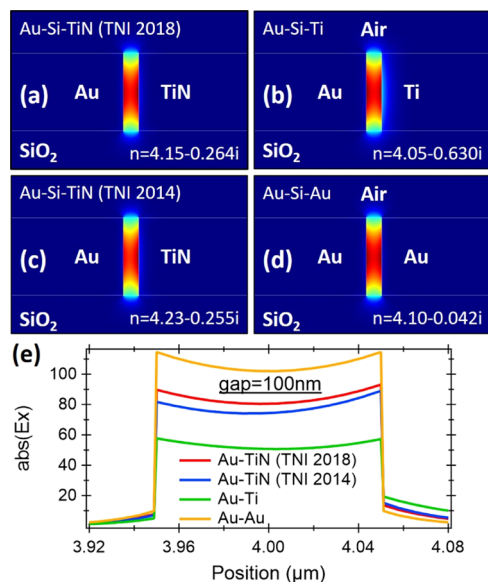 Au-Si-TiN (TNI 2018)
(a)
Au
TiN
SiO₂
n=4.15-0.264i
Au-Si-Ti
Air
(b)
Au
Ti
SiO₂
n=4.05-0.630i
Au-Si-TiN (TNI 2014)
(c)
Au
TiN
SiO₂
n=4.23-0.255i
Au-Si-Au
Air
(d)
Au
Au
SiO₂
n=4.10-0.042i
(e)
abs(Ex)
100
80
60
40
20
gap=100nm
Au-TiN (TNI 2018)
Au-TiN (TNI 2014)
Au-Ti
Au-Au
3.92
3.96
4.00
4.04
4.08
Position (µm)